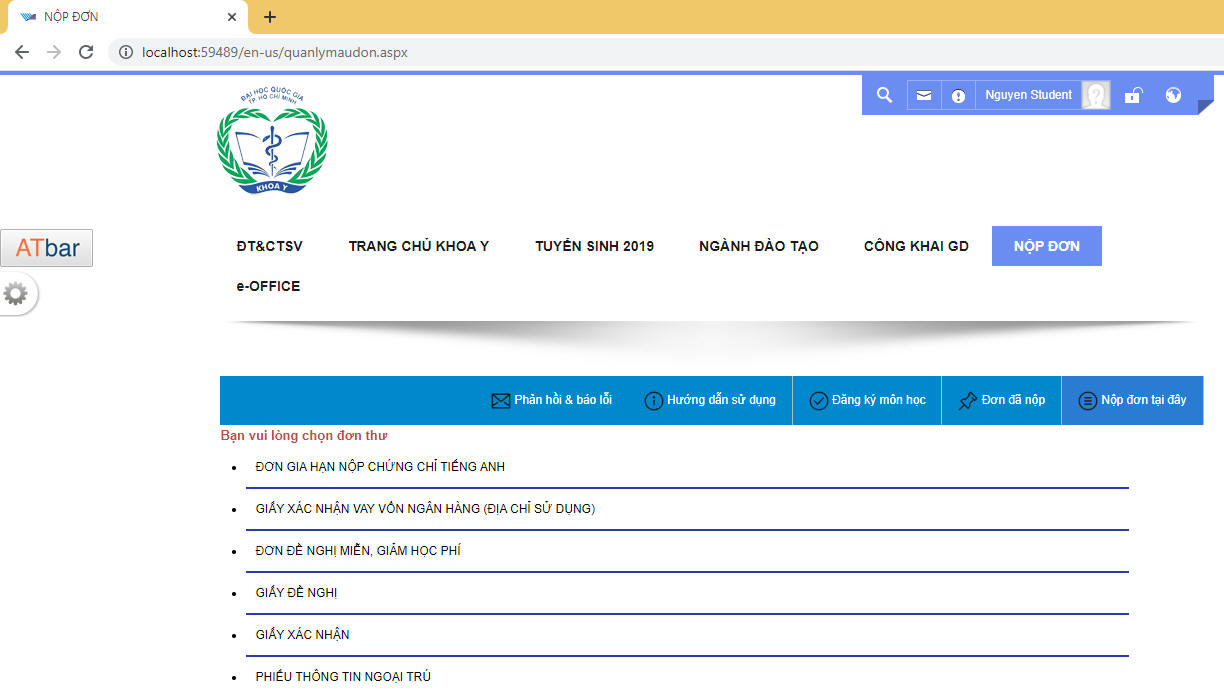 NỘP ĐƠN
localhost:59489/en-us/quanlymaudon.aspx
Nguyen Student
ĐẠI HỌC QUỐC GIA
TP. HỒ CHÍ MINH
KHOA Y
ATbar
ĐT&CTSV TRANG CHỦ KHOA Y TUYỂN SINH 2019 NGÀNH ĐÀO TẠO CÔNG KHAI GD NỘP ĐƠN
e-OFFICE
Phản hồi & báo lỗi Hướng dẫn sử dụng Đăng ký môn học Đơn đã nộp Nộp đơn tại đây
Bạn vui lòng chọn đơn thư
ĐƠN GIA HẠN NỘP CHỨNG CHỈ TIẾNG ANH
GIẤY XÁC NHẬN VAY VỐN NGÂN HÀNG (ĐỊA CHỈ SỬ DỤNG)
ĐƠN ĐỀ NGHỊ MIỄN, GIẢM HỌC PHÍ
GIẤY ĐỀ NGHỊ
GIẤY XÁC NHẬN
PHIẾU THÔNG TIN NGOẠI TRÚ